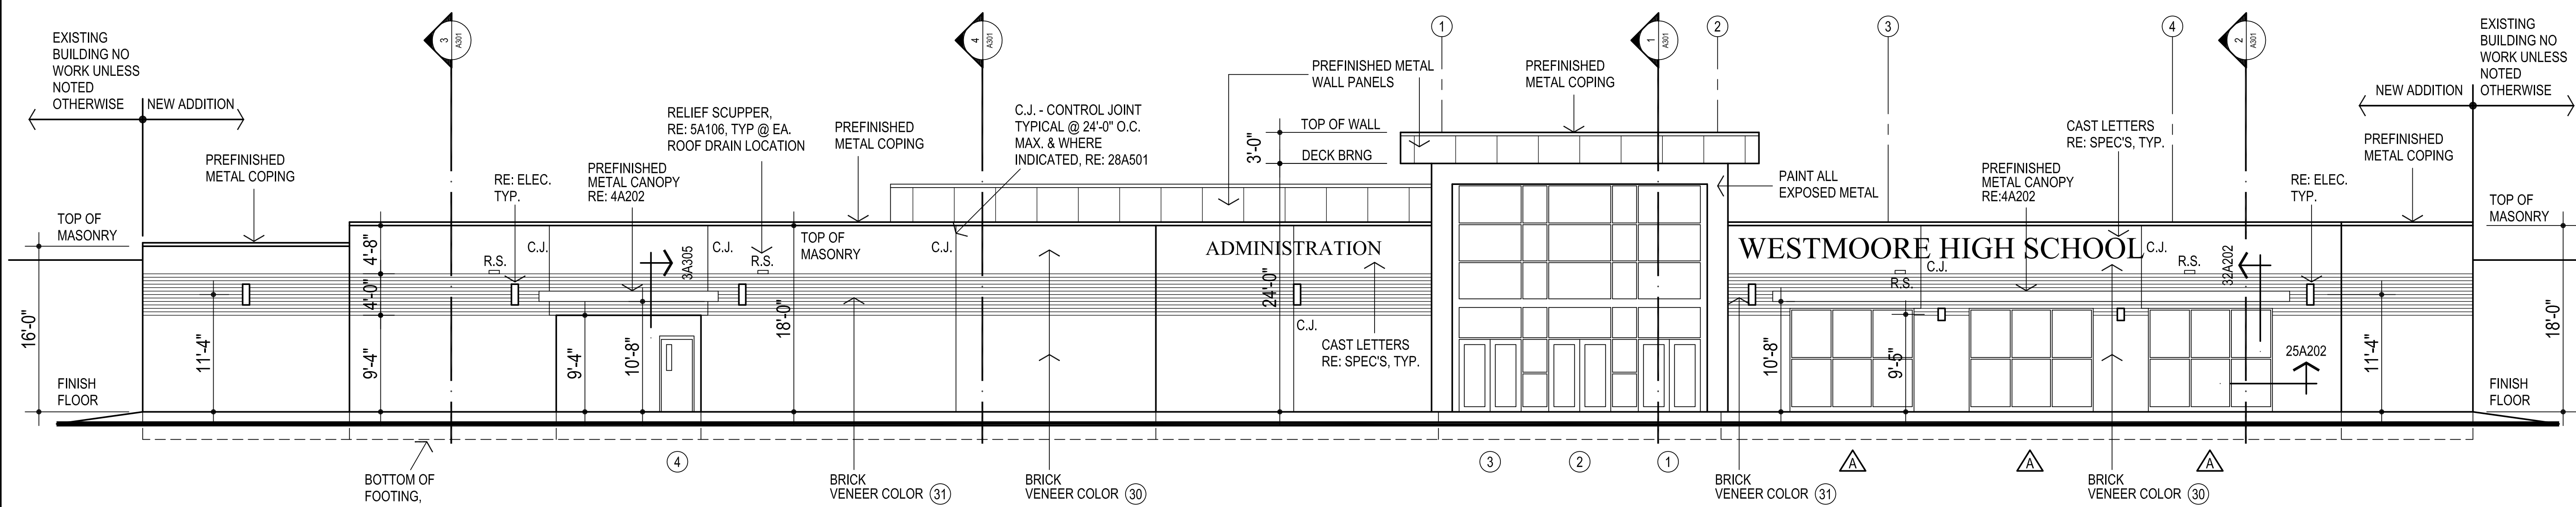 EXISTING
BUILDING NO
WORK UNLESS
NOTED
OTHERWISE
NEW ADDITION
3
A301
4
A301
1
1
A301
2
3
4
2
A301
EXISTING
BUILDING NO
WORK UNLESS
NOTED
OTHERWISE
NEW ADDITION
PREFINISHED
METAL COPING
RE: ELEC.
TYP.
PREFINISHED
METAL CANOPY
RE: 4A202
RELIEF SCUPPER,
RE: 5A106, TYP @ EA.
ROOF DRAIN LOCATION
PREFINISHED
METAL COPING
C.J. - CONTROL JOINT
TYPICAL @ 24'-0" O.C.
MAX. & WHERE
INDICATED, RE: 28A501
PREFINISHED METAL
WALL PANELS
PREFINISHED
METAL COPING
TOP OF WALL
DECK BRNG
3'-0"
PAINT ALL
EXPOSED METAL
CAST LETTERS
RE: SPEC'S, TYP.
PREFINISHED
METAL CANOPY
RE:4A202
RE: ELEC.
TYP.
PREFINISHED
METAL COPING
TOP OF
MASONRY
16'-0"
11'-4"
FINISH
FLOOR
4'-8"
4'-0"
9'-4"
R.S.
C.J.
3A305
C.J.
R.S.
TOP OF
MASONRY
C.J.
9'-4"
10'-8"
18'-0"
ADMINISTRATION
24'-0"
C.J.
CAST LETTERS
RE: SPEC'S, TYP.
WESTMOORE HIGH SCHOOL
C.J.
C.J.
R.S.
R.S.
32A202
10'-8"
9'-5"
25A202
11'-4"
TOP OF
MASONRY
18'-0"
FINISH
FLOOR
BOTTOM OF
FOOTING,
4
BRICK
VENEER COLOR 31
BRICK
VENEER COLOR 30
3
2
1
BRICK
VENEER COLOR 31
A
A
A
BRICK
VENEER COLOR 30